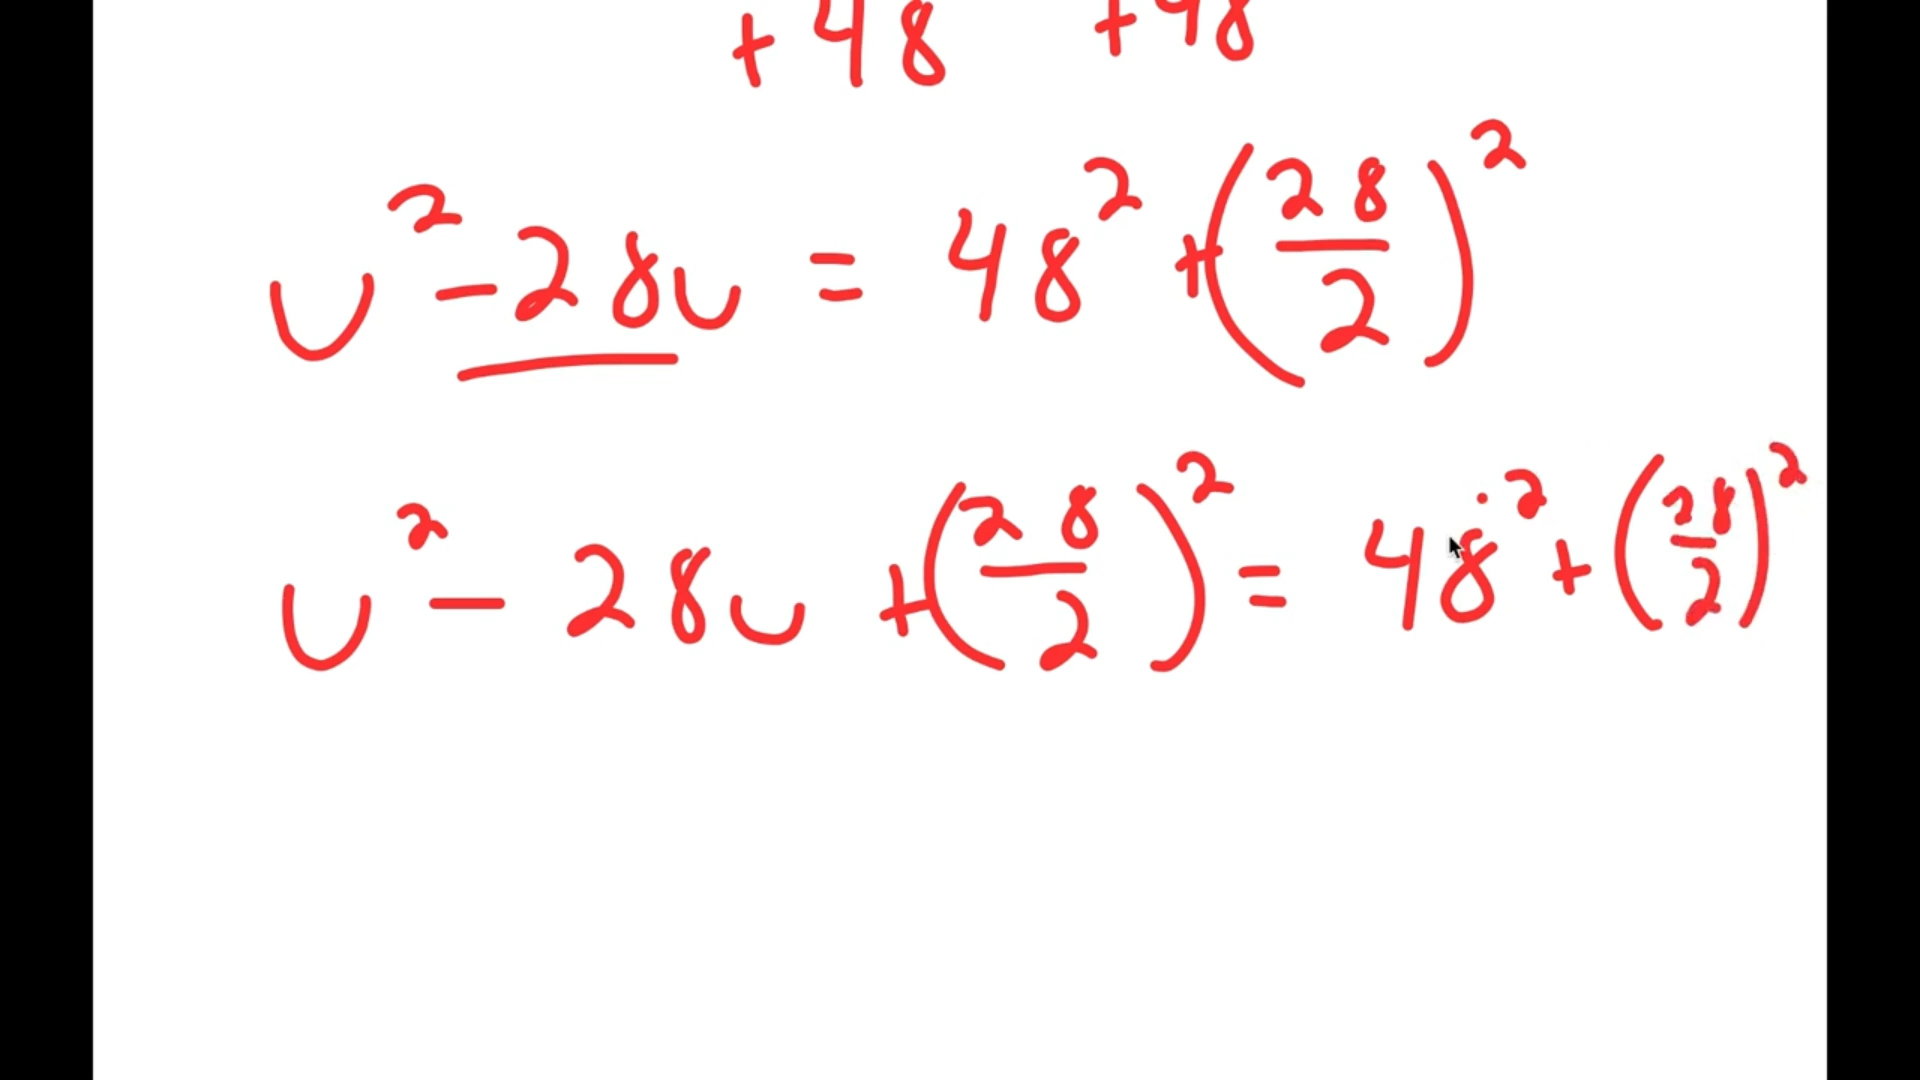 +48 +48
u² - 28u = 48² + (28/2)²
u² - 28u + (28/2)² = 48² + (28/2)²